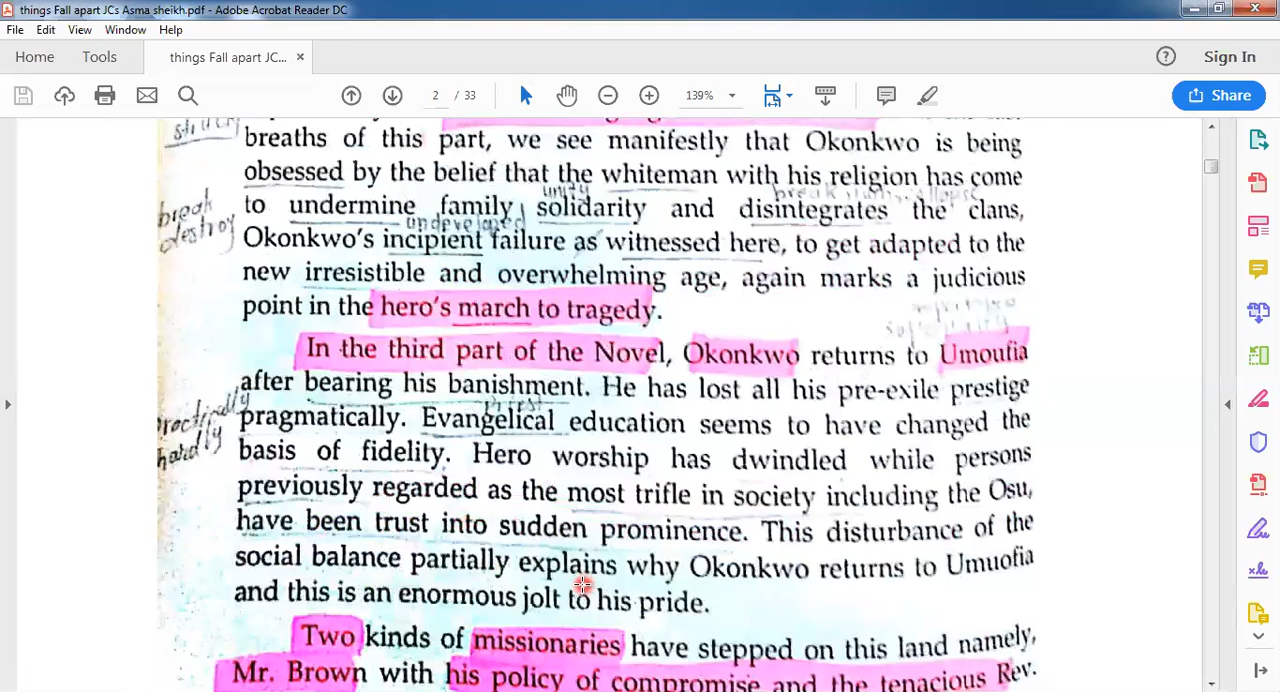 things Fall apart JCs Asma sheikh.pdf - Adobe Acrobat Reader DC
File Edit View Window Help
Home Tools things Fall apart JC... × Sign In
2 / 33 139% Share
breaths of this part, we see manifestly that Okonkwo is being
obsessed by the belief that the whiteman with his religion has come
unity
break
to undermine family solidarity and disintegrates the clans,
destroy
undeveloped
Okonkwo's incipient failure as witnessed here, to get adapted to the
new irresistible and overwhelming age, again marks a judicious
point in the hero's march to tragedy.
In the third part of the Novel, Okonkwo returns to Umoufia
after bearing his banishment. He has lost all his pre-exile prestige
practically
priest
pragmatically. Evangelical education seems to have changed the
hardly
basis of fidelity. Hero worship has dwindled while persons
previously regarded as the most trifle in society including the Osu,
have been trust into sudden prominence. This disturbance of the
social balance partially explains why Okonkwo returns to Umuofia
and this is an enormous jolt to his pride.
Two kinds of missionaries have stepped on this land namely,
Mr. Brown with his policy of compromise and the tenacious Rev.